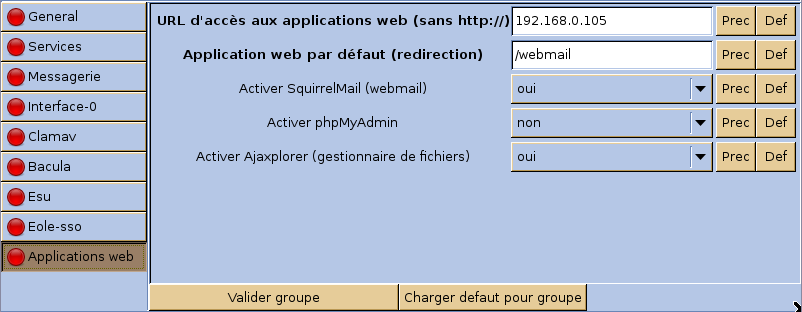 General
Services
Messagerie
Interface-0
Clamav
Bacula
Esu
Eole-sso
Applications web
URL d'accès aux applications web (sans http://) 192.168.0.105 Prec Def
Application web par défaut (redirection) /webmail Prec Def
Activer SquirrelMail (webmail) oui Prec Def
Activer phpMyAdmin non Prec Def
Activer Ajaxplorer (gestionnaire de fichiers) oui Prec Def
Valider groupe Charger defaut pour groupe